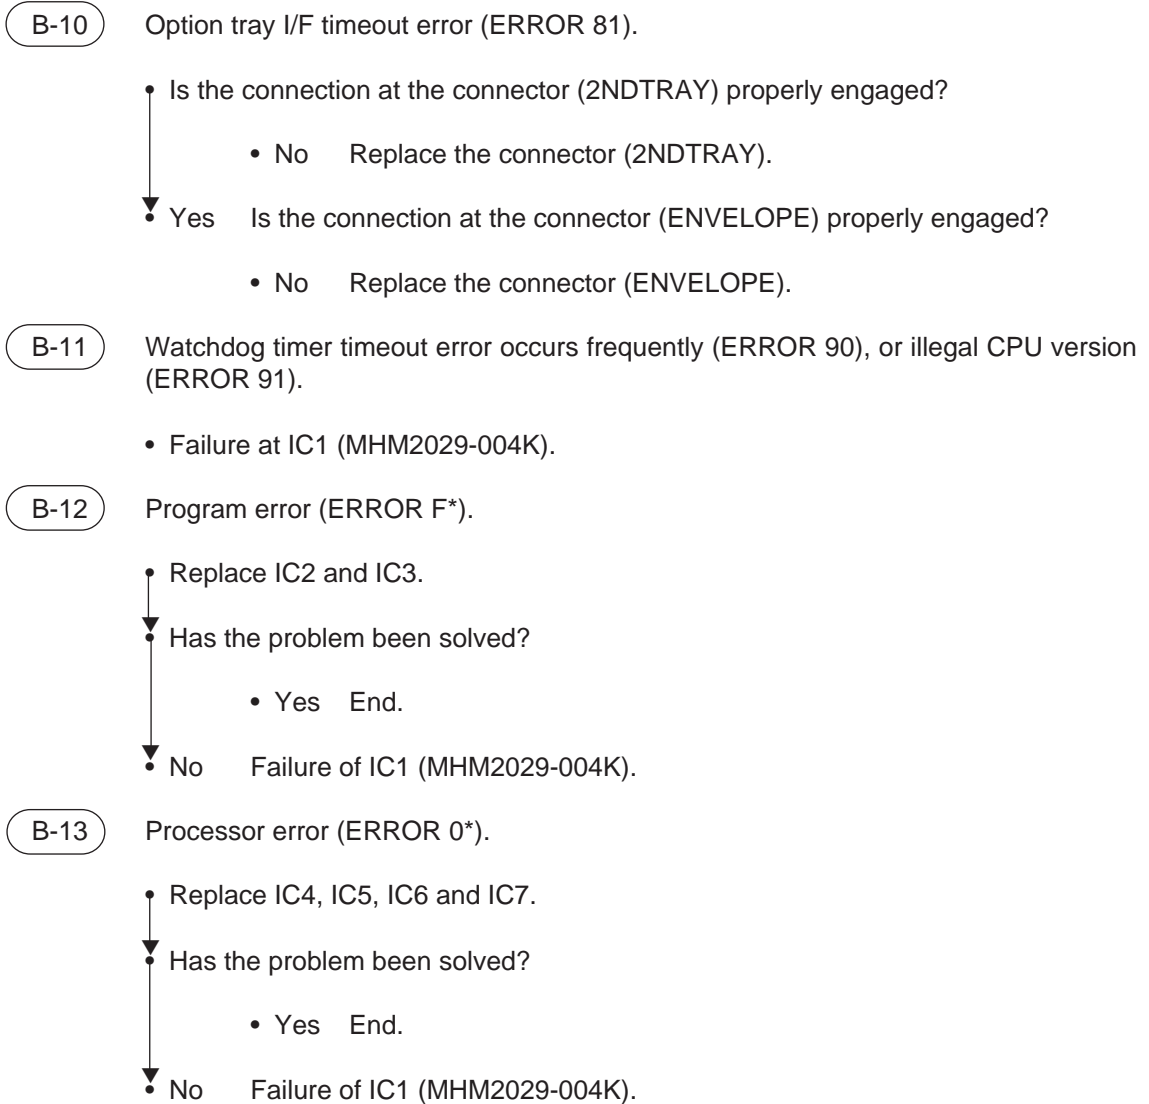 B-10 Option tray I/F timeout error (ERROR 81).
• Is the connection at the connector (2NDTRAY) properly engaged?
• No Replace the connector (2NDTRAY).
• Yes Is the connection at the connector (ENVELOPE) properly engaged?
• No Replace the connector (ENVELOPE).
B-11 Watchdog timer timeout error occurs frequently (ERROR 90), or illegal CPU version
(ERROR 91).
• Failure at IC1 (MHM2029-004K).
B-12 Program error (ERROR F*).
• Replace IC2 and IC3.
• Has the problem been solved?
• Yes End.
• No Failure of IC1 (MHM2029-004K).
B-13 Processor error (ERROR 0*).
• Replace IC4, IC5, IC6 and IC7.
• Has the problem been solved?
• Yes End.
• No Failure of IC1 (MHM2029-004K).